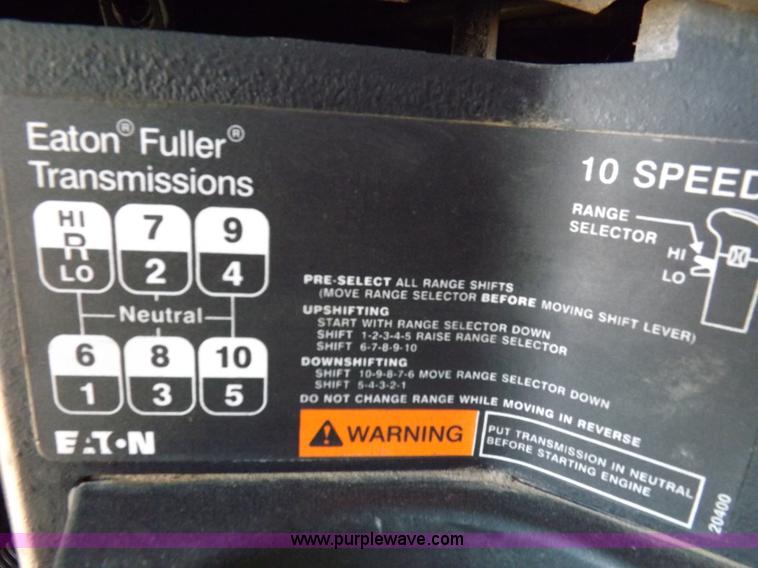 Eaton® Fuller®
Transmissions
HI
R
LO
7
2
9
4
Neutral
6
1
8
3
10
5
EATON
10 SPEED
RANGE
SELECTOR
HI
LO
PRE-SELECT ALL RANGE SHIFTS
(MOVE RANGE SELECTOR BEFORE MOVING SHIFT LEVER)
UPSHIFTING
START WITH RANGE SELECTOR DOWN
SHIFT 1-2-3-4-5 RAISE RANGE SELECTOR
SHIFT 6-7-8-9-10
DOWNSHIFTING
SHIFT 10-9-8-7-6 MOVE RANGE SELECTOR DOWN
SHIFT 5-4-3-2-1
DO NOT CHANGE RANGE WHILE MOVING IN REVERSE
WARNING
PUT TRANSMISSION IN NEUTRAL
BEFORE STARTING ENGINE
20400
www.purplewave.com